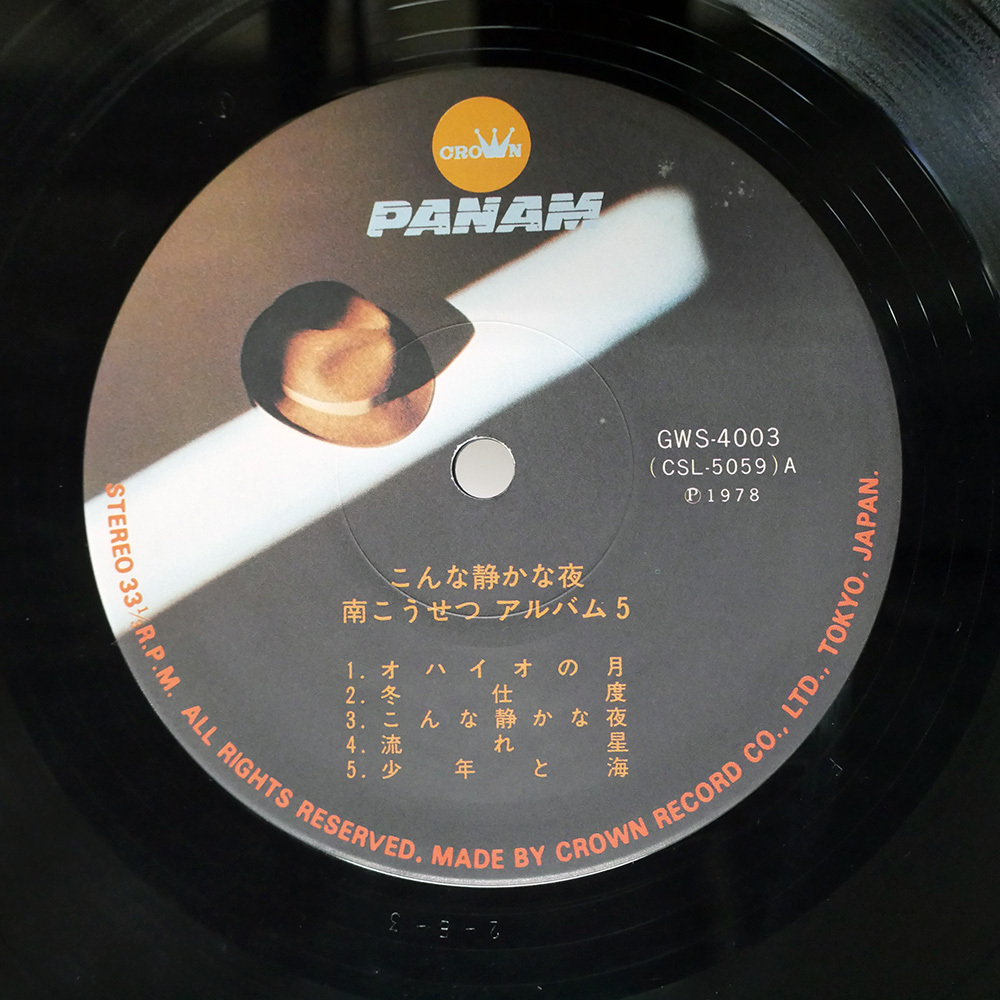 CROWN
PANAM
GWS-4003
(CSL-5059)A
Ⓟ1978
こんな静かな夜
南こうせつ アルバム5
1. オハイオの月
2. 冬仕度
3. こんな静かな夜
4. 流れ星
5. 少年と海
STEREO 33⅓ R.P.M. ALL RIGHTS RESERVED. MADE BY CROWN RECORD CO., LTD., TOKYO, JAPAN.
2-E-3